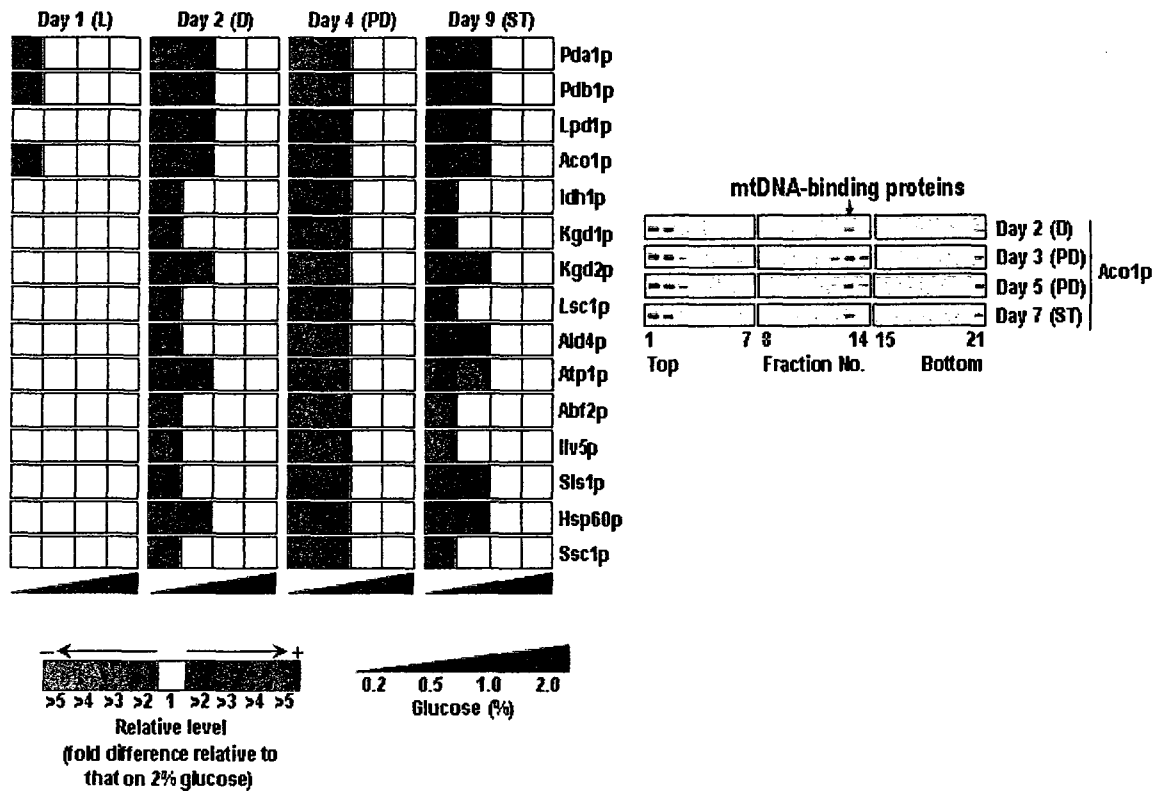 Day 1 (L) Day 2 (D) Day 4 (PD) Day 9 (ST)
Pda1p
Pdb1p
Lpd1p
Aco1p
Idh1p
Kgd1p
Kgd2p
Lsc1p
Ald4p
Atp1p
Abf2p
Ilv5p
Sls1p
Hsp60p
Ssc1p
mtDNA-binding proteins
Day 2 (D)
Day 3 (PD)
Day 5 (PD)
Day 7 (ST)
Aco1p
1 7 8 14 15 21
Top Fraction No. Bottom
− +
>5 >4 >3 >2 1 >2 >3 >4 >5
Relative level
(fold difference relative to
that on 2% glucose)
0.2 0.5 1.0 2.0
Glucose (%)